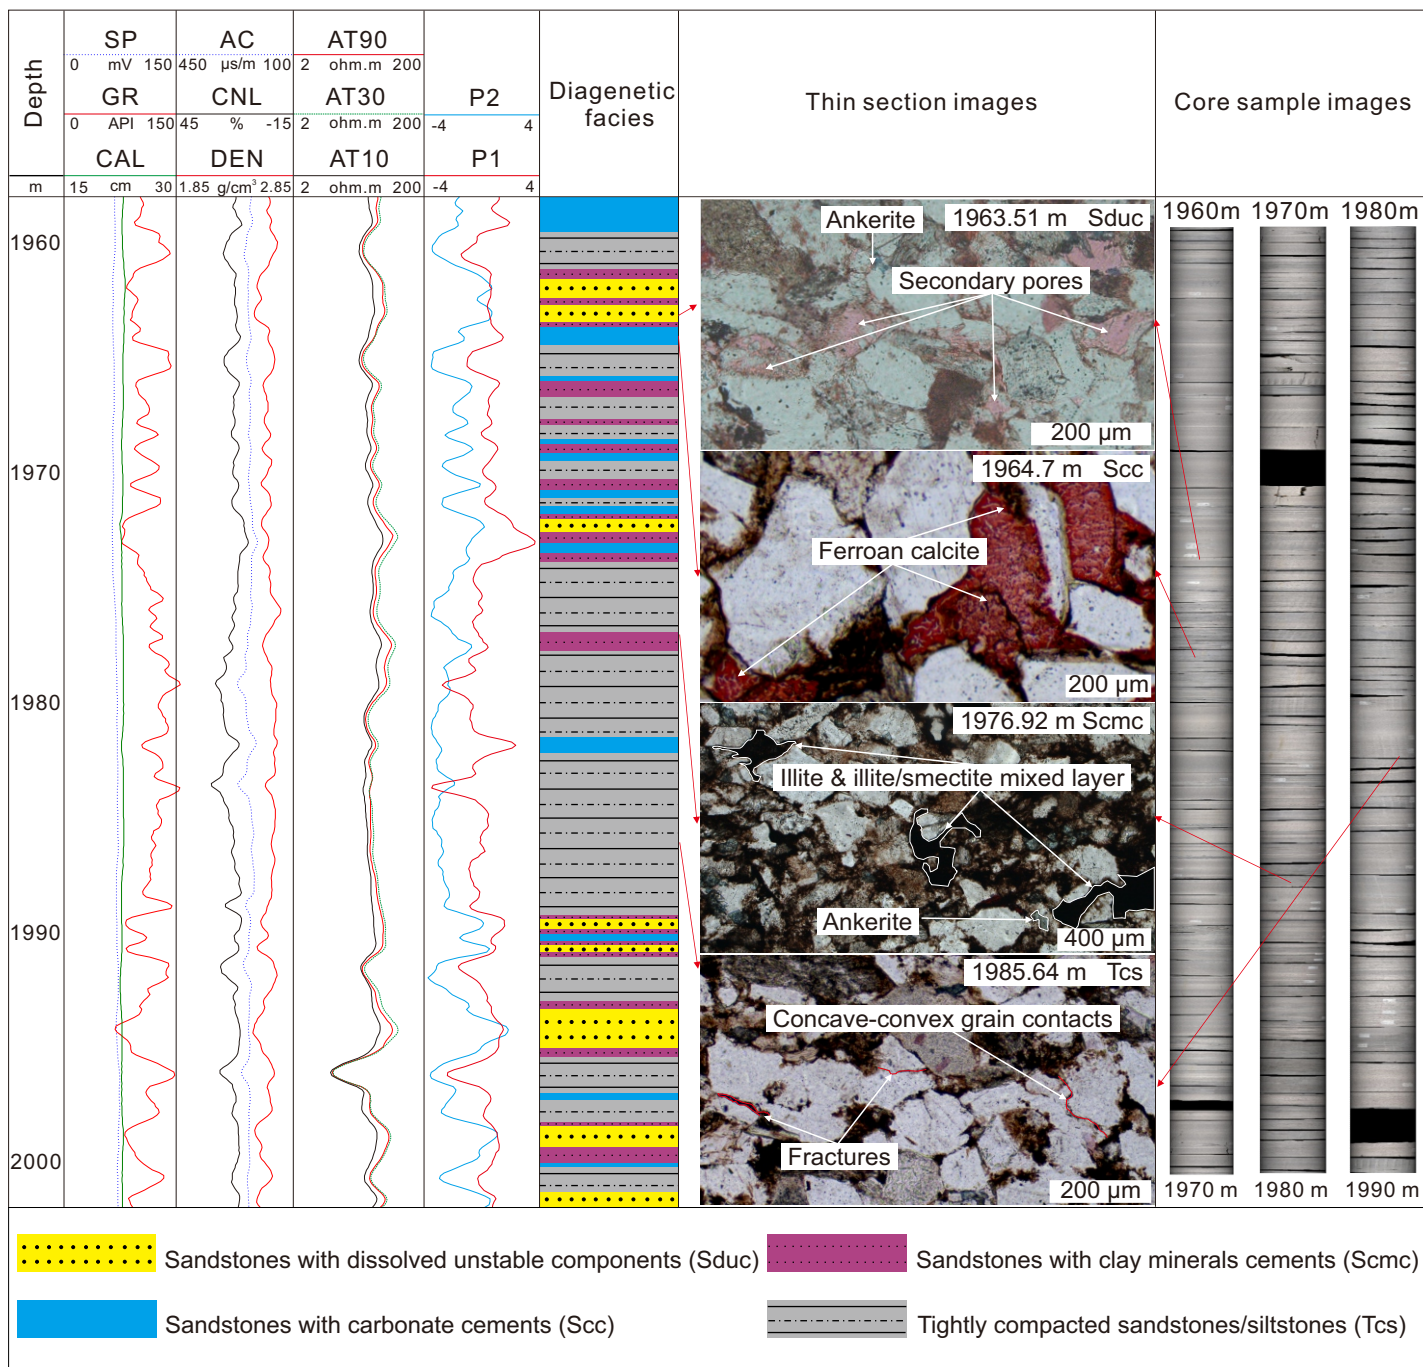 Depth
m
SP
0 mV 150
GR
0 API 150
CAL
15 cm 30
AC
450 µs/m 100
CNL
45 % -15
DEN
1.85 g/cm³ 2.85
AT90
2 ohm.m 200
AT30
2 ohm.m 200
AT10
2 ohm.m 200
P2
-4 4
P1
-4 4
Diagenetic
facies
Thin section images
Core sample images
1960
1970
1980
1990
2000
1963.51 m Sduc
Ankerite
Secondary pores
200 µm
1964.7 m Scc
Ferroan calcite
200 µm
1976.92 m Scmc
Illite & illite/smectite mixed layer
Ankerite
400 µm
1985.64 m Tcs
Concave-convex grain contacts
Fractures
200 µm
1960m 1970m 1980m
1970 m 1980 m 1990 m
Sandstones with dissolved unstable components (Sduc)
Sandstones with clay minerals cements (Scmc)
Sandstones with carbonate cements (Scc)
Tightly compacted sandstones/siltstones (Tcs)